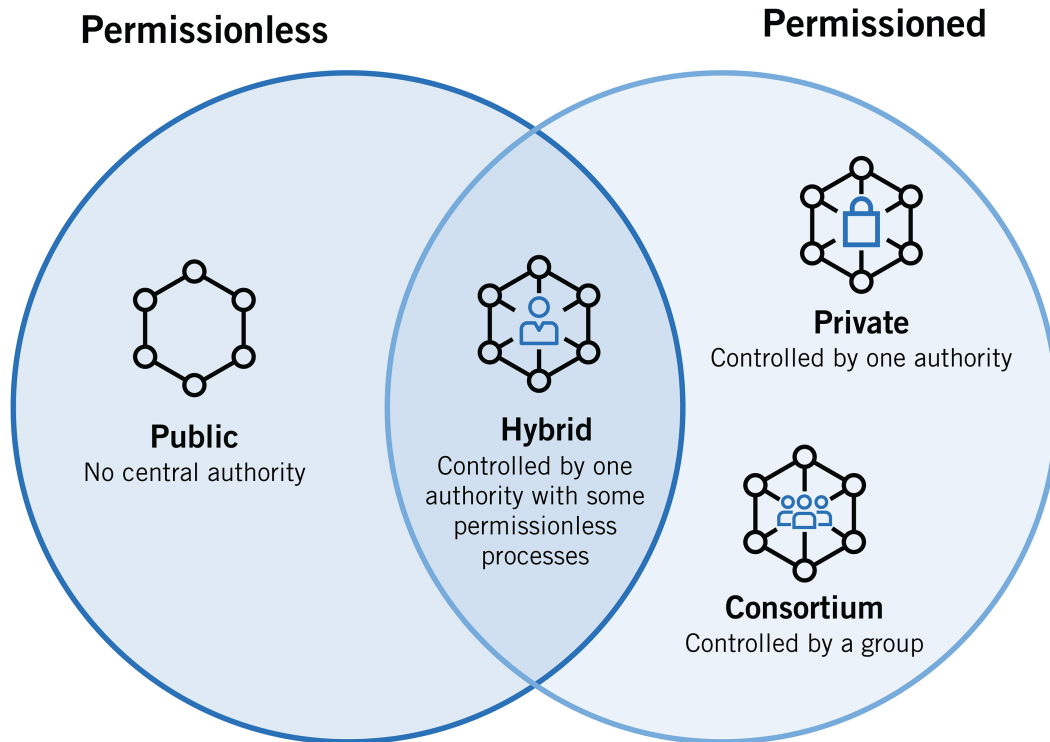 Permissionless
Permissioned
Public
No central authority
Hybrid
Controlled by one
authority with some
permissionless
processes
Private
Controlled by one authority
Consortium
Controlled by a group